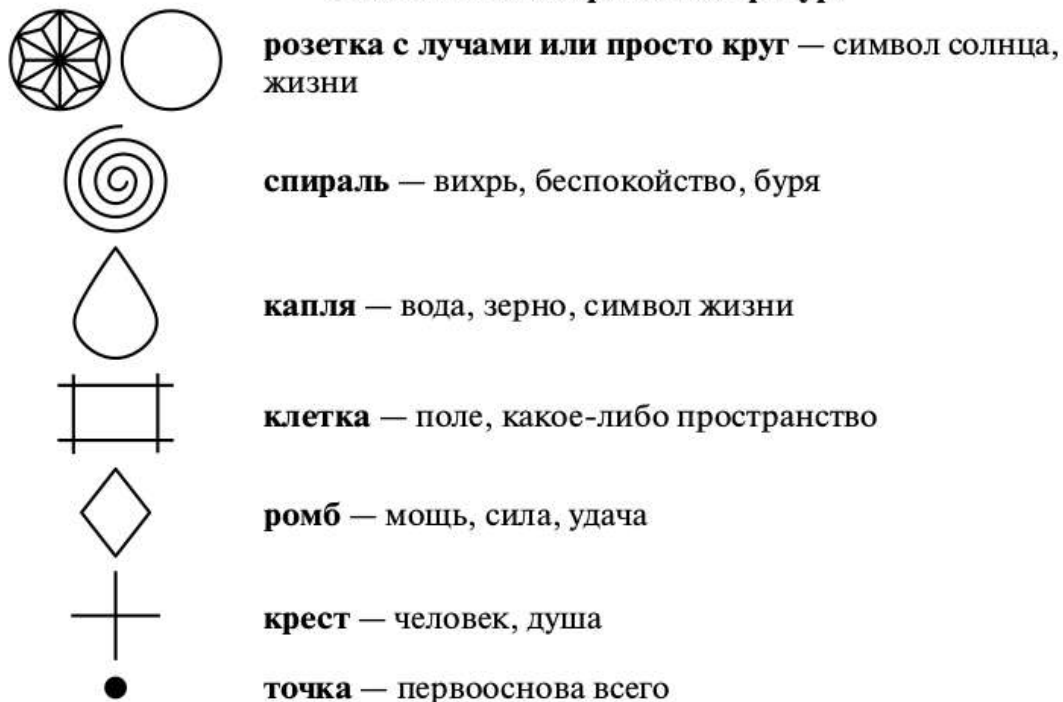 розетка с лучами или просто круг — символ солнца,
жизни
спираль — вихрь, беспокойство, буря
капля — вода, зерно, символ жизни
клетка — поле, какое-либо пространство
ромб — мощь, сила, удача
крест — человек, душа
точка — первооснова всего